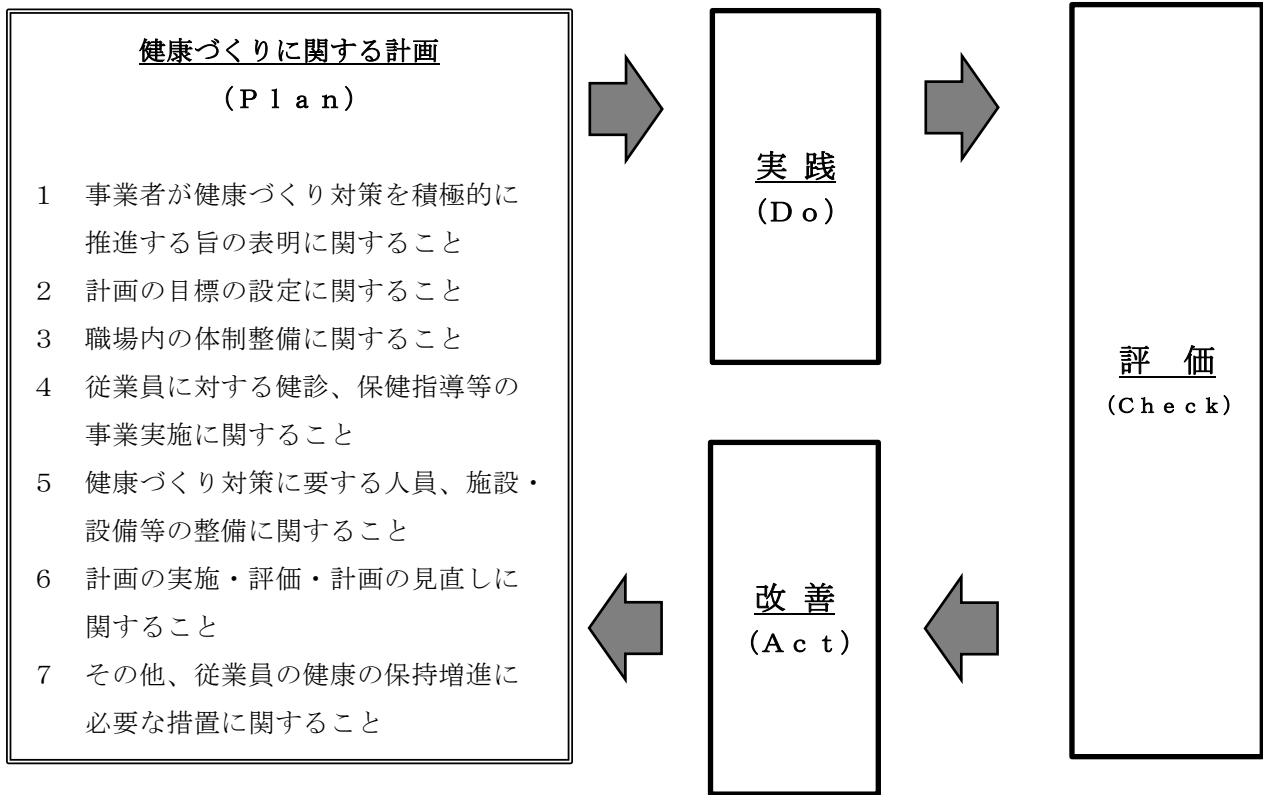 健康づくりに関する計画
(Ｐｌａｎ)
１　事業者が健康づくり対策を積極的に
推進する旨の表明に関すること
２　計画の目標の設定に関すること
３　職場内の体制整備に関すること
４　従業員に対する健診、保健指導等の
事業実施に関すること
５　健康づくり対策に要する人員、施設・
設備等の整備に関すること
６　計画の実施・評価・計画の見直しに
関すること
７　その他、従業員の健康の保持増進に
必要な措置に関すること
実 践
(Ｄｏ)
評　価
(Ｃｈｅｃｋ)
改 善
(Ａｃｔ)